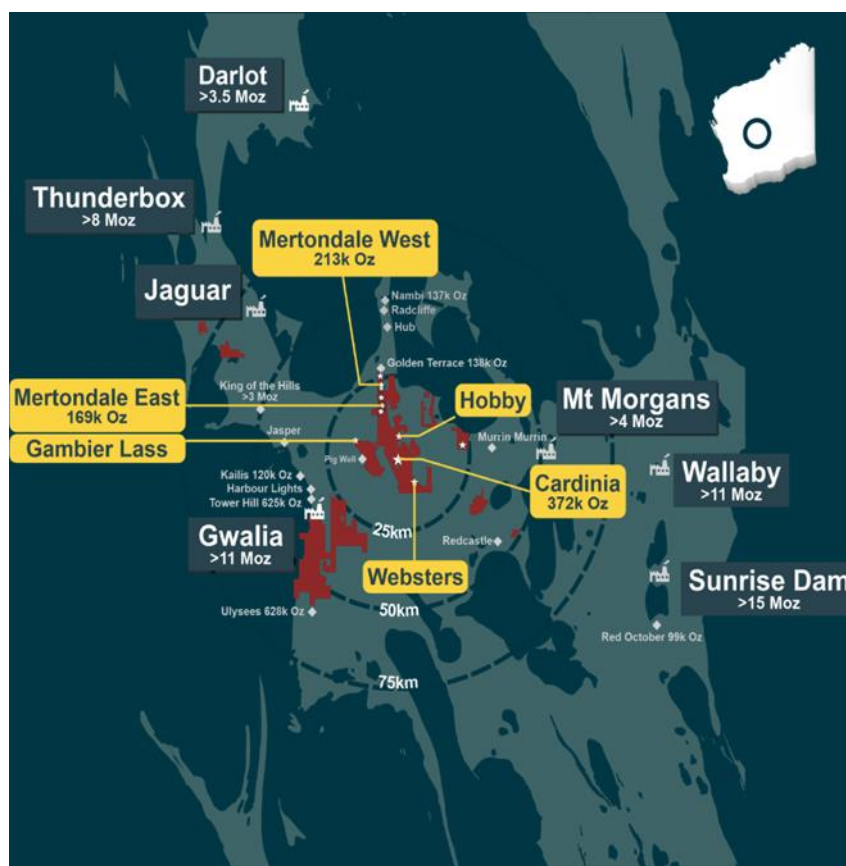 Darlot
>3.5 Moz
Thunderbox
>8 Moz
Mertondale West
213k Oz
Jaguar
Nambi 137k Oz
Radcliffe
Hub
Golden Terrace 138k Oz
King of the Hills
>3 Moz
Mertondale East
169k Oz
Hobby
Mt Morgans
>4 Moz
Jasper
Murrin Murrin
Gambier Lass
Pig Well
Wallaby
>11 Moz
Cardinia
372k Oz
Kailis 120k Oz
Harbour Lights
Tower Hill 625k Oz
Gwalia
>11 Moz
25km
Redcastle
Websters
Sunrise Dam
>15 Moz
Ulysees 628k Oz
50km
Red October 99k Oz
75km